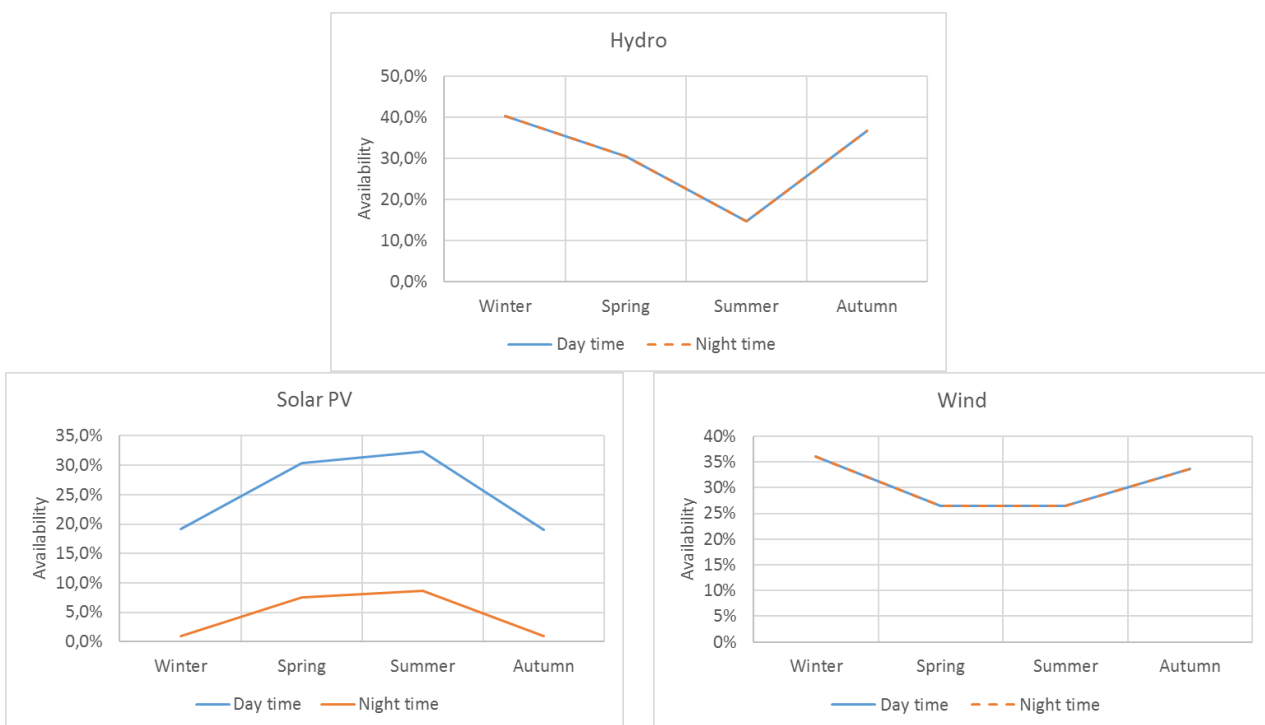 Hydro
Availability
50,0%
40,0%
30,0%
20,0%
10,0%
0,0%
Winter Spring Summer Autumn
Day time Night time
Solar PV
Availability
35,0%
30,0%
25,0%
20,0%
15,0%
10,0%
5,0%
0,0%
Winter Spring Summer Autumn
Day time Night time
Wind
Availability
40%
35%
30%
25%
20%
15%
10%
5%
0%
Winter Spring Summer Autumn
Day time Night time